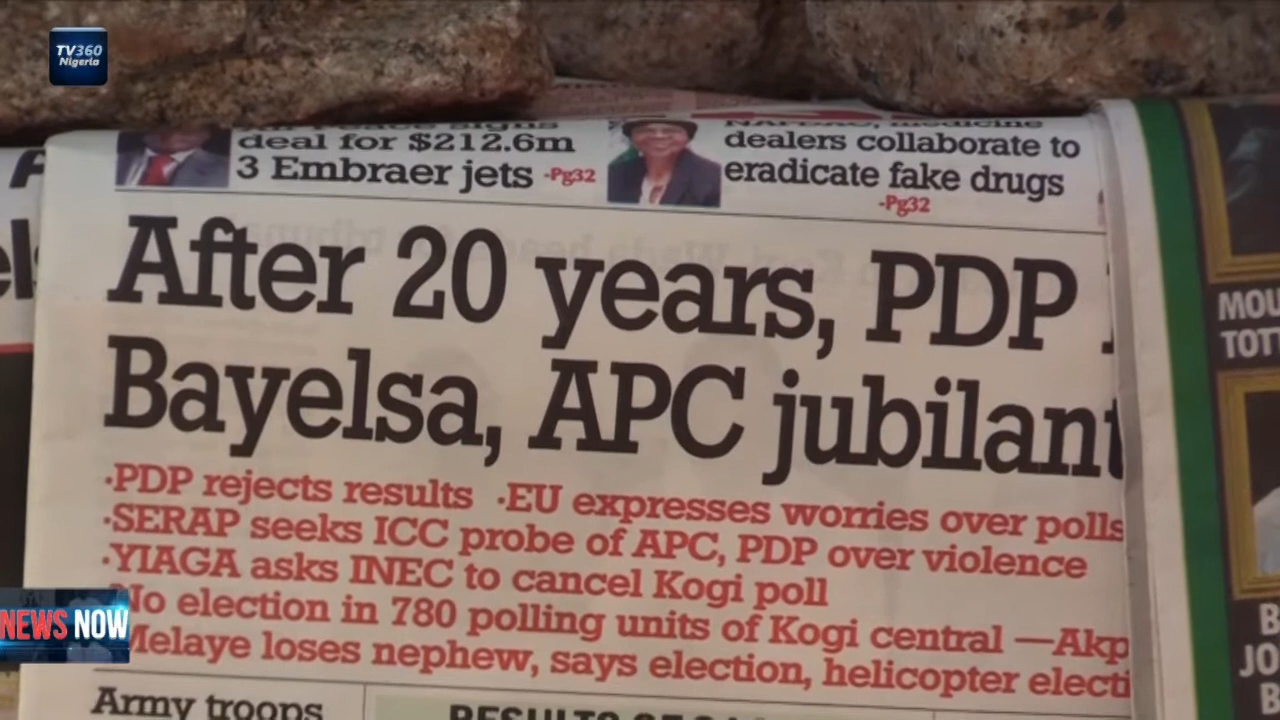 TV360
Nigeria
deal for $212.6m
3 Embraer jets -Pg32
dealers collaborate to
eradicate fake drugs
-Pg32
After 20 years, PDP
Bayelsa, APC jubilant
·PDP rejects results ·EU expresses worries over polls
·SERAP seeks ICC probe of APC, PDP over violence
·YIAGA asks INEC to cancel Kogi poll
No election in 780 polling units of Kogi central —Akp
Melaye loses nephew, says election, helicopter electi
NEWS NOW
Army troops
MOU
TOTT
B
JO
B